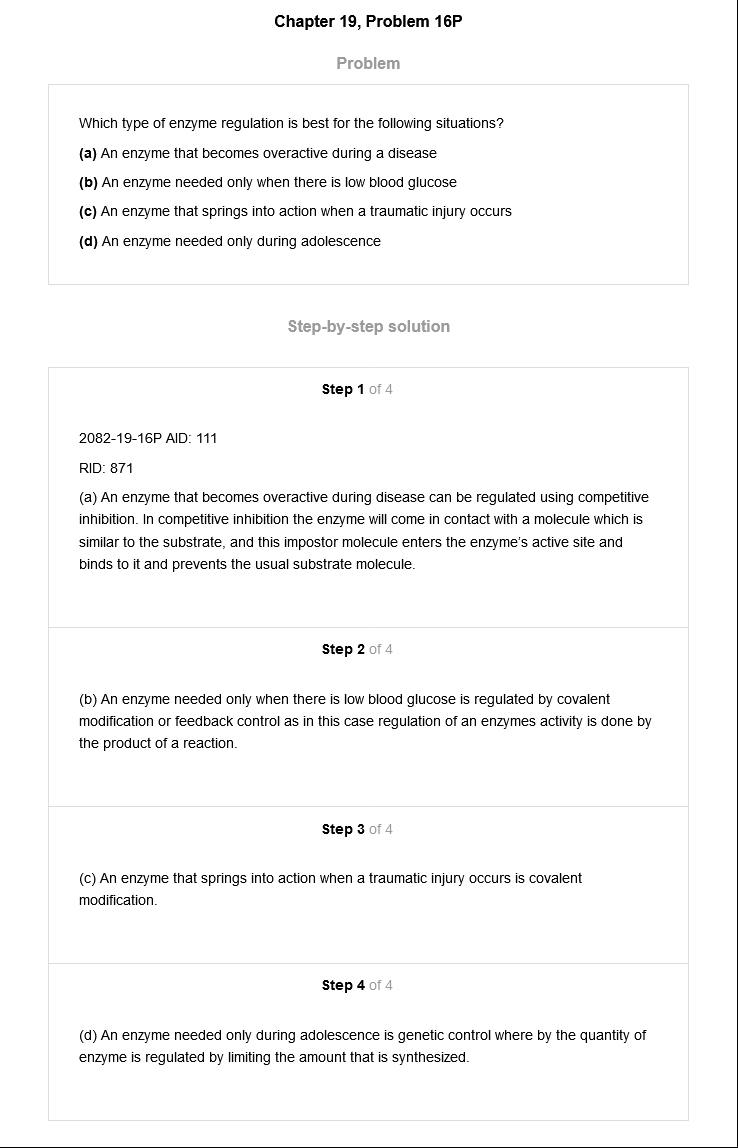 Chapter 19, Problem 16P
Problem
Which type of enzyme regulation is best for the following situations?
(a) An enzyme that becomes overactive during a disease
(b) An enzyme needed only when there is low blood glucose
(c) An enzyme that springs into action when a traumatic injury occurs
(d) An enzyme needed only during adolescence
Step-by-step solution
Step 1 of 4
2082-19-16P AID: 111
RID: 871
(a) An enzyme that becomes overactive during disease can be regulated using competitive
inhibition. In competitive inhibition the enzyme will come in contact with a molecule which is
similar to the substrate, and this impostor molecule enters the enzyme's active site and
binds to it and prevents the usual substrate molecule.
Step 2 of 4
(b) An enzyme needed only when there is low blood glucose is regulated by covalent
modification or feedback control as in this case regulation of an enzymes activity is done by
the product of a reaction.
Step 3 of 4
(c) An enzyme that springs into action when a traumatic injury occurs is covalent
modification.
Step 4 of 4
(d) An enzyme needed only during adolescence is genetic control where by the quantity of
enzyme is regulated by limiting the amount that is synthesized.